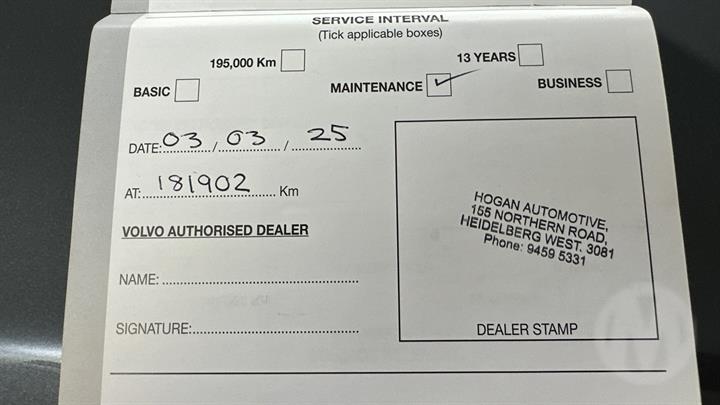 SERVICE INTERVAL
(Tick applicable boxes)
195,000 Km 13 YEARS
BASIC MAINTENANCE ✓ BUSINESS
DATE: 03 / 03 / 25
AT: 181902 Km
VOLVO AUTHORISED DEALER
NAME:
SIGNATURE:
HOGAN AUTOMOTIVE,
155 NORTHERN ROAD,
HEIDELBERG WEST. 3081
Phone: 9459 5331
DEALER STAMP